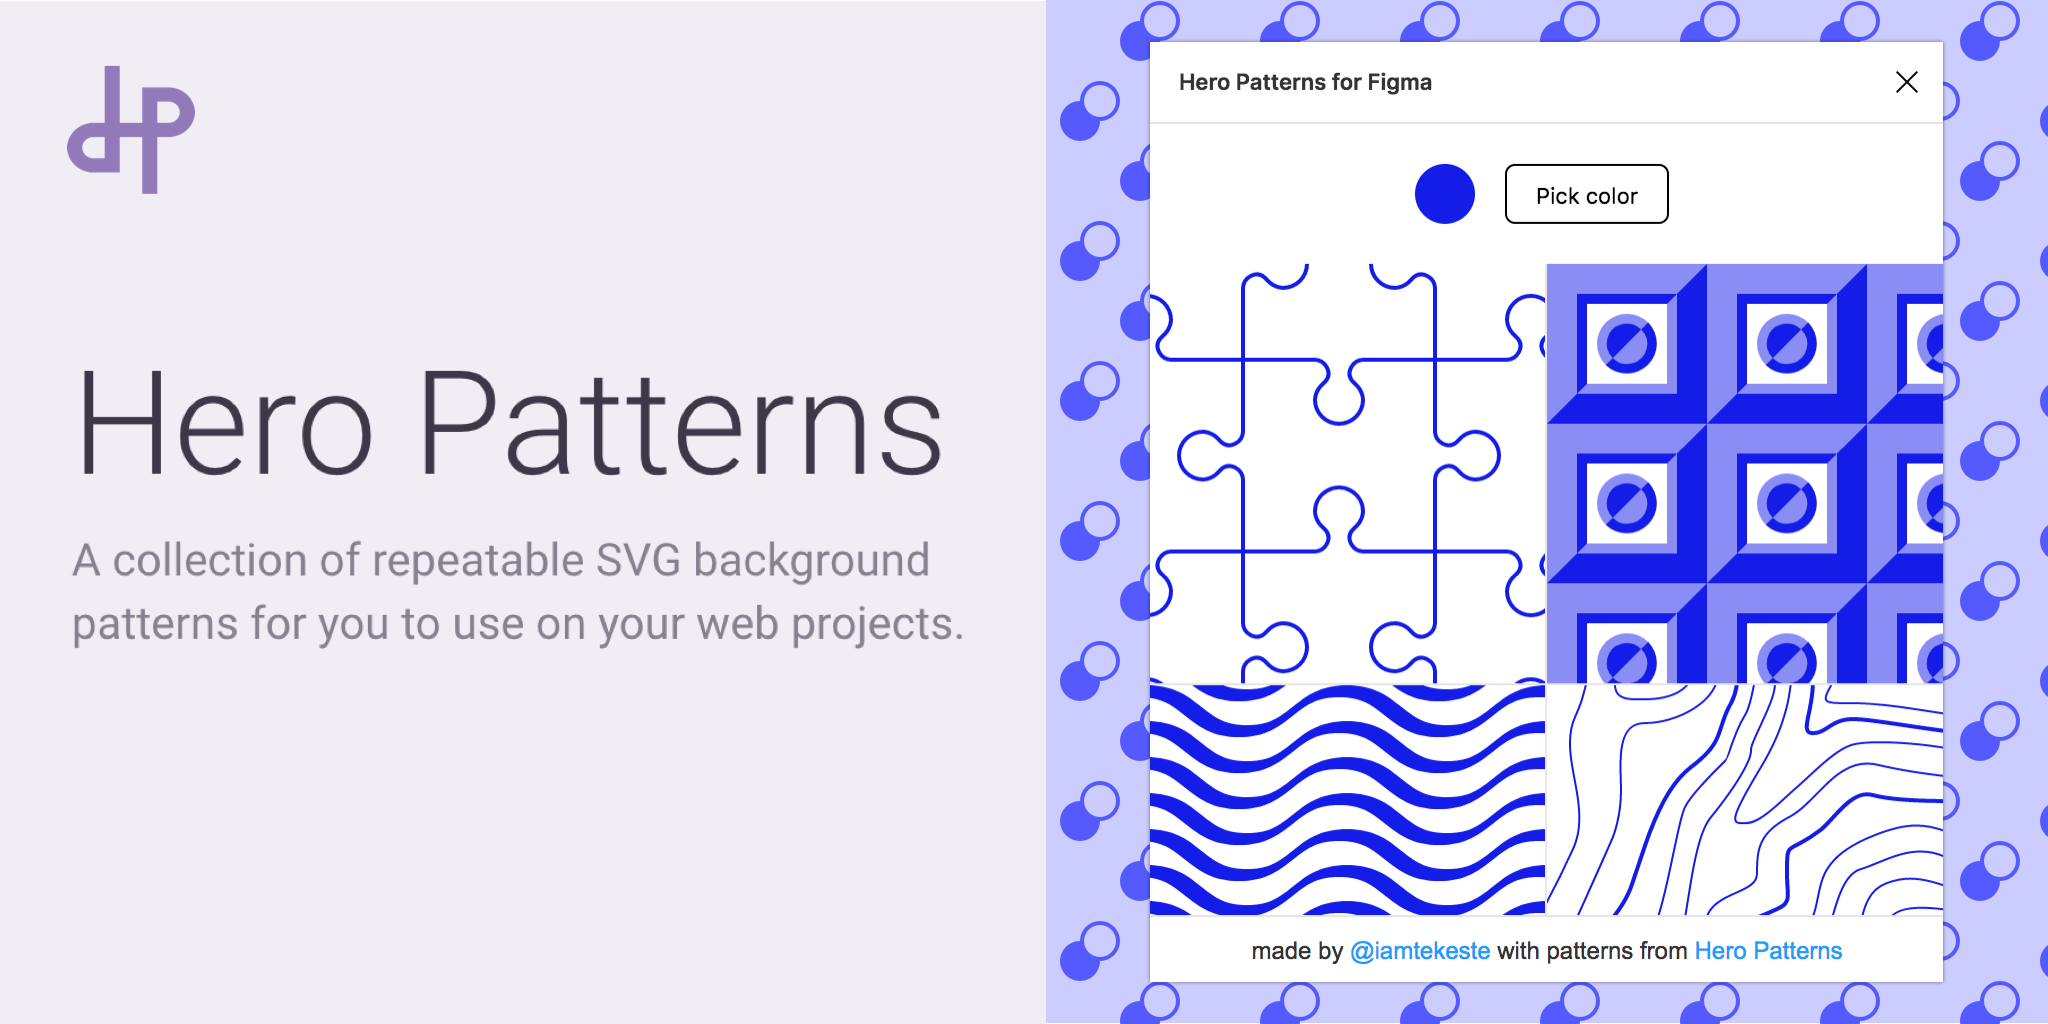 Hero Patterns
A collection of repeatable SVG background
patterns for you to use on your web projects.
Hero Patterns for Figma
Pick color
made by @iamtekeste with patterns from Hero Patterns